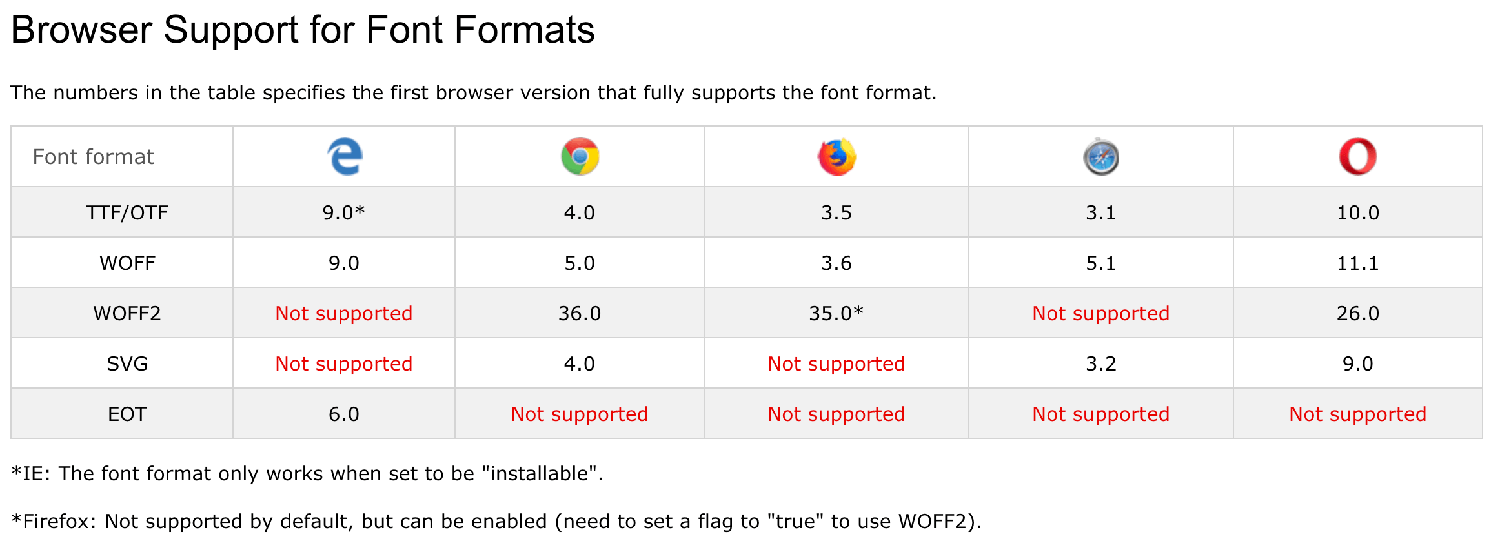 Browser Support for Font Formats
The numbers in the table specifies the first browser version that fully supports the font format.
Font format
TTF/OTF 9.0* 4.0 3.5 3.1 10.0
WOFF 9.0 5.0 3.6 5.1 11.1
WOFF2 Not supported 36.0 35.0* Not supported 26.0
SVG Not supported 4.0 Not supported 3.2 9.0
EOT 6.0 Not supported Not supported Not supported Not supported
*IE: The font format only works when set to be "installable".
*Firefox: Not supported by default, but can be enabled (need to set a flag to "true" to use WOFF2).